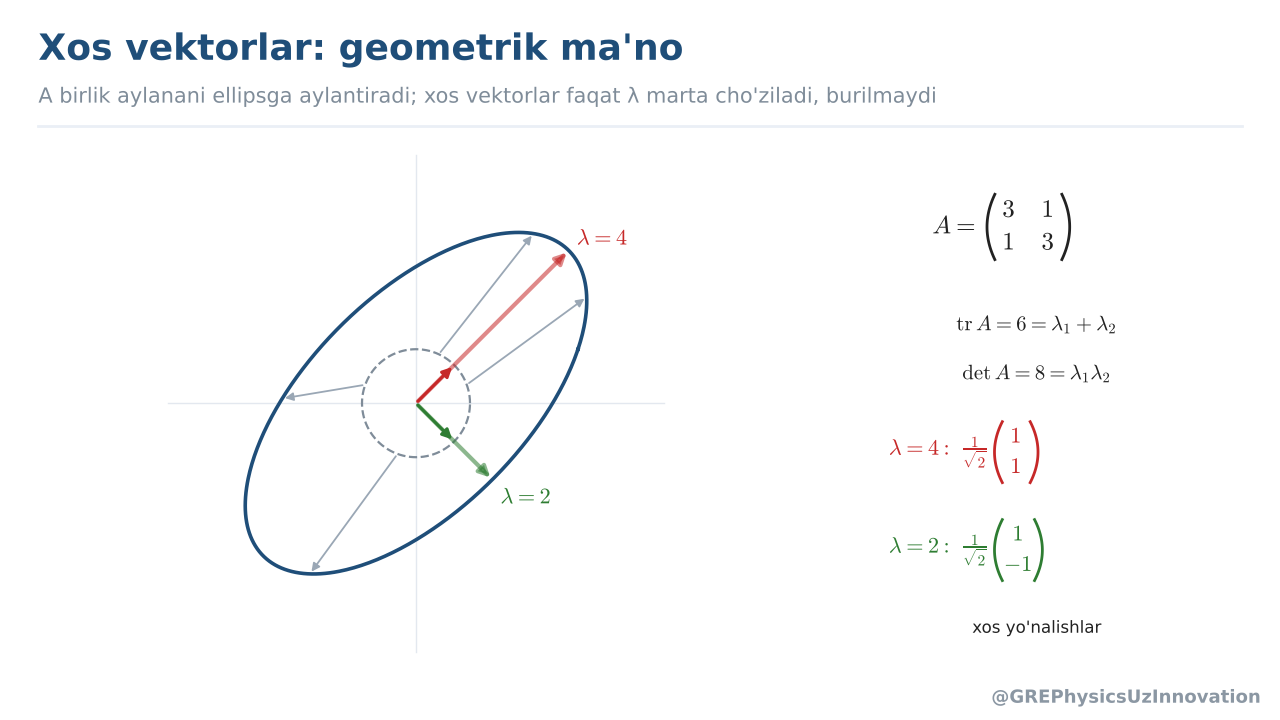 Xos vektorlar: geometrik ma'no
A birlik aylanani ellipsga aylantiradi; xos vektorlar faqat λ marta cho'ziladi, burilmaydi
λ = 4
λ = 2
A = (3 1
1 3)
tr A = 6 = λ₁ + λ₂
det A = 8 = λ₁λ₂
λ = 4 : 1/√2 (1
1)
λ = 2 : 1/√2 (1
−1)
xos yo'nalishlar
@GREPhysicsUzInnovation